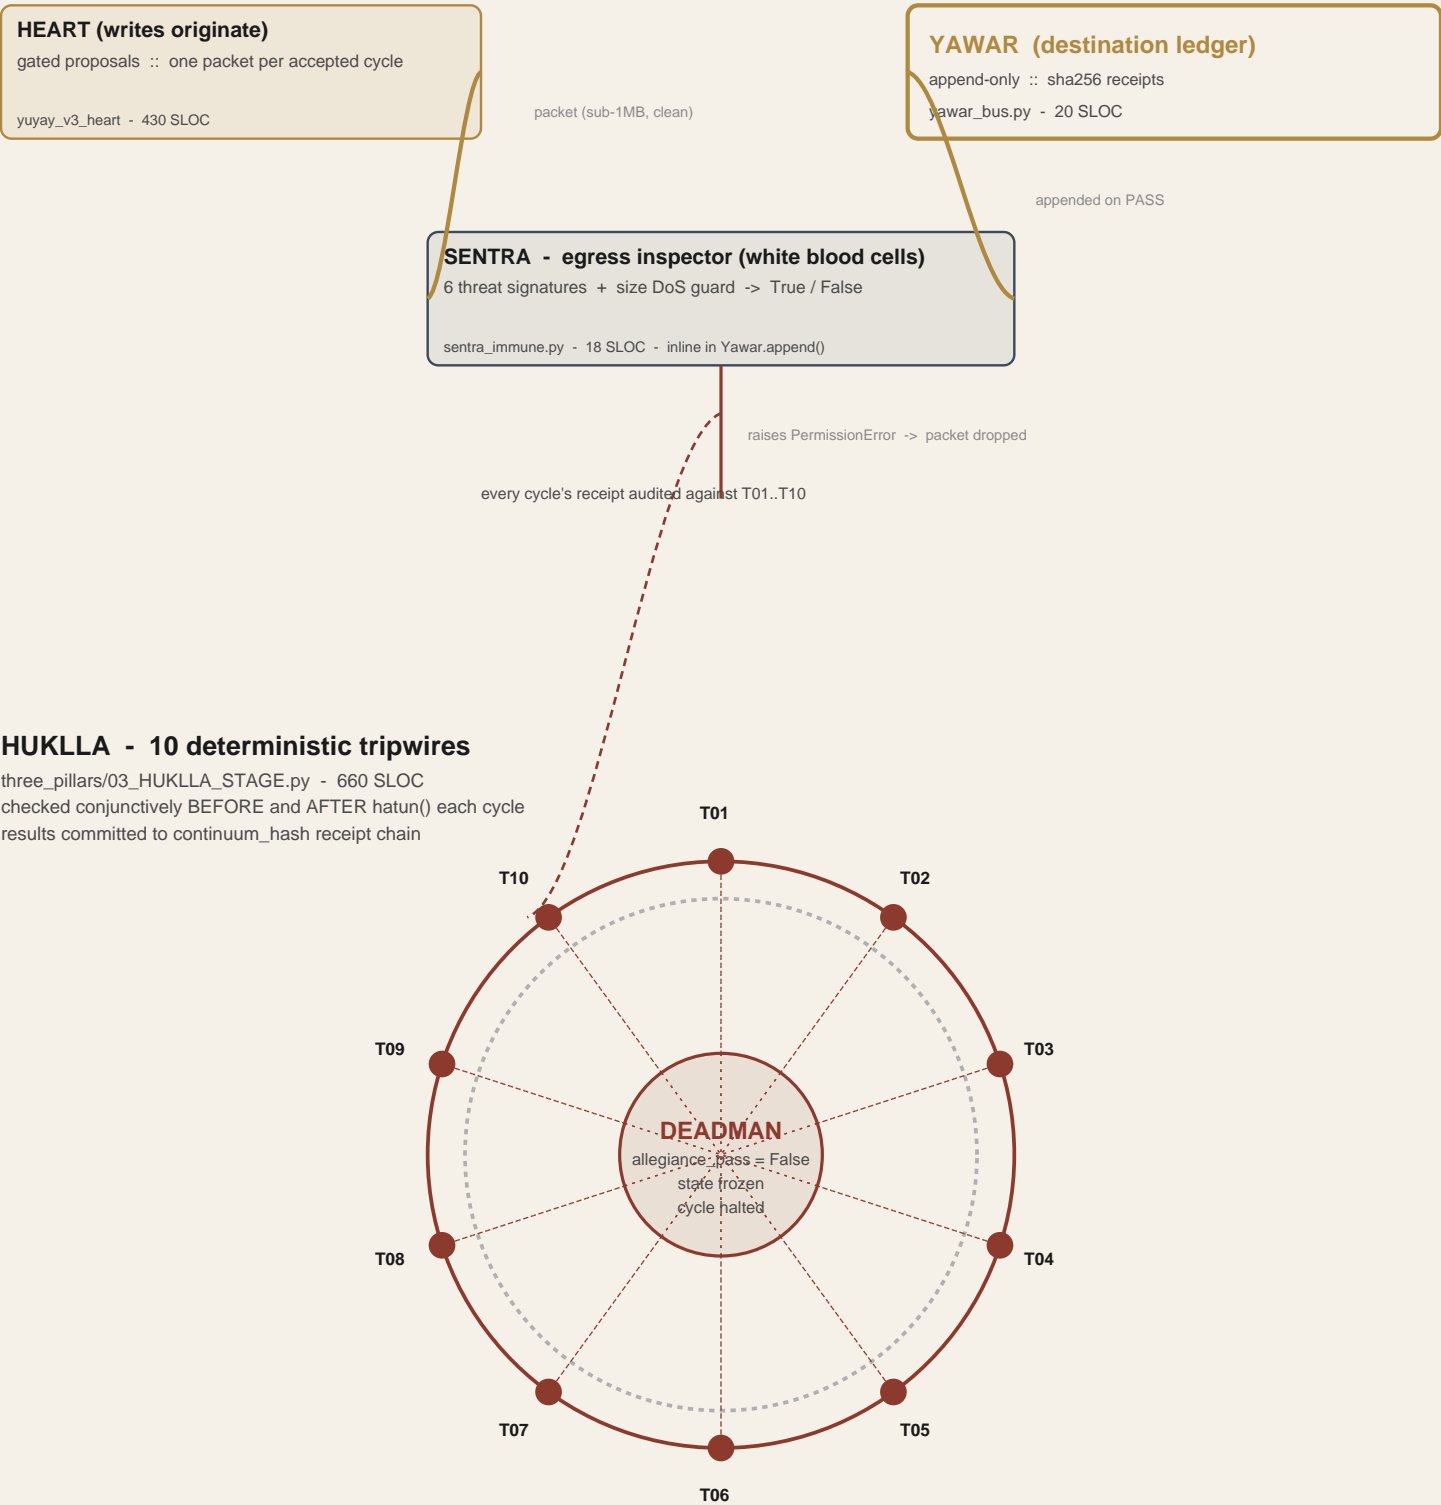 HEART (writes originate)
gated proposals :: one packet per accepted cycle
yuyay_v3_heart - 430 SLOC
packet (sub-1MB, clean)
YAWAR (destination ledger)
append-only :: sha256 receipts
yawar_bus.py - 20 SLOC
appended on PASS
SENTRA - egress inspector (white blood cells)
6 threat signatures + size DoS guard -> True / False
sentra_immune.py - 18 SLOC - inline in Yawar.append()
raises PermissionError -> packet dropped
every cycle's receipt audited against T01..T10
HUKLLA - 10 deterministic tripwires
three_pillars/03_HUKLLA_STAGE.py - 660 SLOC
checked conjunctively BEFORE and AFTER hatun() each cycle
results committed to continuum_hash receipt chain
T01
T02
T03
T04
T05
T06
T07
T08
T09
T10
DEADMAN
allegiance_pass = False
state frozen
cycle halted